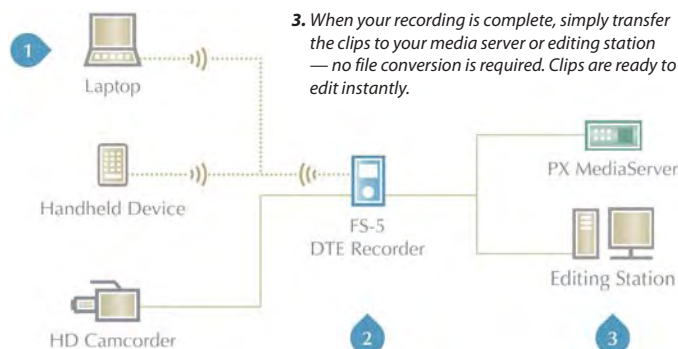 3. When your recording is complete, simply transfer
the clips to your media server or editing station
— no file conversion is required. Clips are ready to
edit instantly.
1
Laptop
Handheld Device
HD Camcorder
FS-5
DTE Recorder
2
PX MediaServer
Editing Station
3